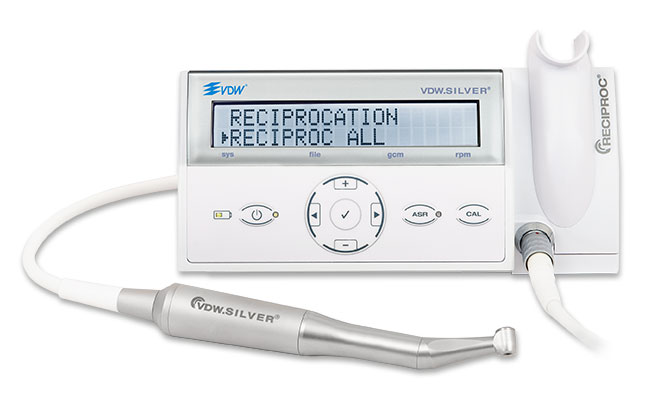 VDW®
VDW.SILVER®
RECIPROCATION
RECIPROC ALL
sys file gcm rpm
+
ASR CAL
−
RECIPROC®
VDW.SILVER®